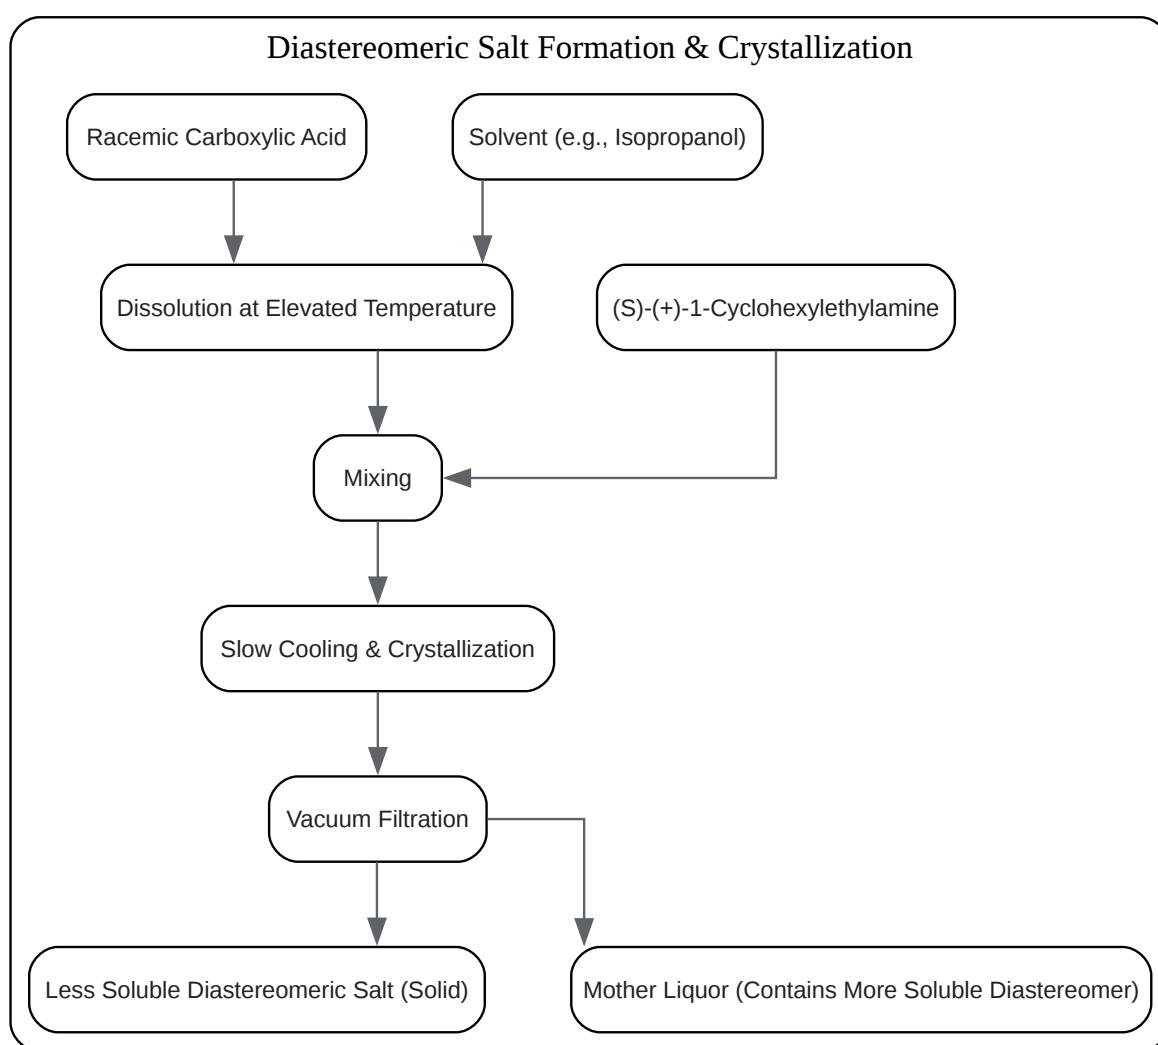 Diastereomeric Salt Formation & Crystallization
Racemic Carboxylic Acid
Solvent (e.g., Isopropanol)
Dissolution at Elevated Temperature
(S)-(+)-1-Cyclohexylethylamine
Mixing
Slow Cooling & Crystallization
Vacuum Filtration
Less Soluble Diastereomeric Salt (Solid)
Mother Liquor (Contains More Soluble Diastereomer)